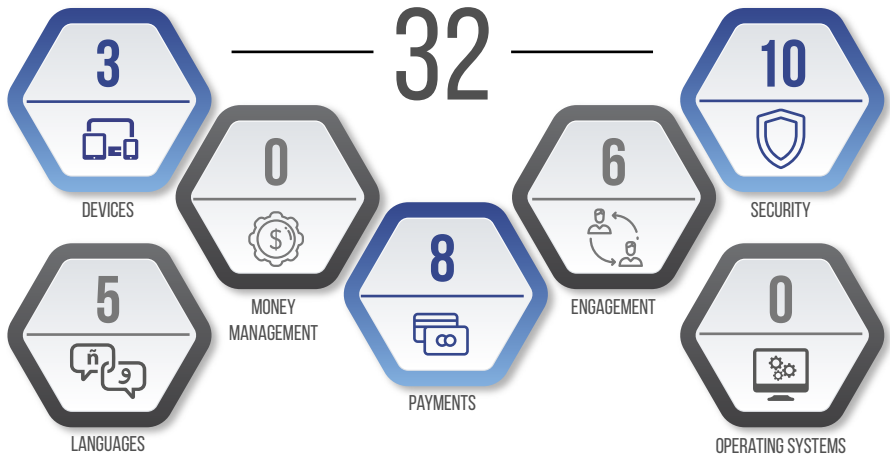 32
3
DEVICES
0
MONEY
MANAGEMENT
8
PAYMENTS
6
ENGAGEMENT
10
SECURITY
5
ñ
و
LANGUAGES
0
$
OPERATING SYSTEMS